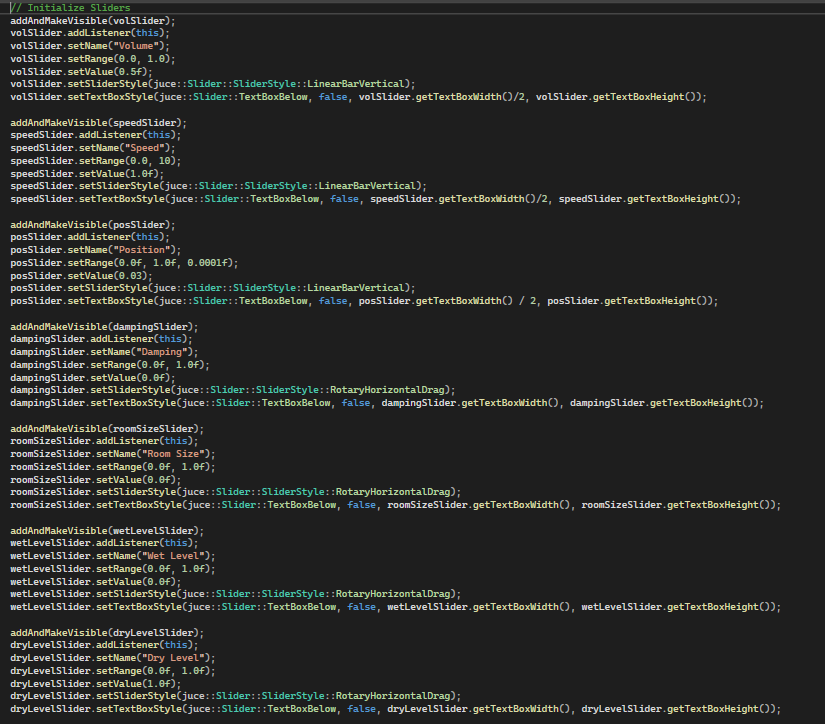 // Initialize Sliders
addAndMakeVisible(volSlider);
volSlider.addListener(this);
volSlider.setName("Volume");
volSlider.setRange(0.0, 1.0);
volSlider.setValue(0.5f);
volSlider.setSliderStyle(juce::Slider::SliderStyle::LinearBarVertical);
volSlider.setTextBoxStyle(juce::Slider::TextBoxBelow, false, volSlider.getTextBoxWidth()/2, volSlider.getTextBoxHeight());
addAndMakeVisible(speedSlider);
speedSlider.addListener(this);
speedSlider.setName("Speed");
speedSlider.setRange(0.0, 10);
speedSlider.setValue(1.0f);
speedSlider.setSliderStyle(juce::Slider::SliderStyle::LinearBarVertical);
speedSlider.setTextBoxStyle(juce::Slider::TextBoxBelow, false, speedSlider.getTextBoxWidth()/2, speedSlider.getTextBoxHeight());
addAndMakeVisible(posSlider);
posSlider.addListener(this);
posSlider.setName("Position");
posSlider.setRange(0.0f, 1.0f, 0.0001f);
posSlider.setValue(0.03);
posSlider.setSliderStyle(juce::Slider::SliderStyle::LinearBarVertical);
posSlider.setTextBoxStyle(juce::Slider::TextBoxBelow, false, posSlider.getTextBoxWidth() / 2, posSlider.getTextBoxHeight());
addAndMakeVisible(dampingSlider);
dampingSlider.addListener(this);
dampingSlider.setName("Damping");
dampingSlider.setRange(0.0f, 1.0f);
dampingSlider.setValue(0.0f);
dampingSlider.setSliderStyle(juce::Slider::SliderStyle::RotaryHorizontalDrag);
dampingSlider.setTextBoxStyle(juce::Slider::TextBoxBelow, false, dampingSlider.getTextBoxWidth(), dampingSlider.getTextBoxHeight());
addAndMakeVisible(roomSizeSlider);
roomSizeSlider.addListener(this);
roomSizeSlider.setName("Room Size");
roomSizeSlider.setRange(0.0f, 1.0f);
roomSizeSlider.setValue(0.0f);
roomSizeSlider.setSliderStyle(juce::Slider::SliderStyle::RotaryHorizontalDrag);
roomSizeSlider.setTextBoxStyle(juce::Slider::TextBoxBelow, false, roomSizeSlider.getTextBoxWidth(), roomSizeSlider.getTextBoxHeight());
addAndMakeVisible(wetLevelSlider);
wetLevelSlider.addListener(this);
wetLevelSlider.setName("Wet Level");
wetLevelSlider.setRange(0.0f, 1.0f);
wetLevelSlider.setValue(0.0f);
wetLevelSlider.setSliderStyle(juce::Slider::SliderStyle::RotaryHorizontalDrag);
wetLevelSlider.setTextBoxStyle(juce::Slider::TextBoxBelow, false, wetLevelSlider.getTextBoxWidth(), wetLevelSlider.getTextBoxHeight());
addAndMakeVisible(dryLevelSlider);
dryLevelSlider.addListener(this);
dryLevelSlider.setName("Dry Level");
dryLevelSlider.setRange(0.0f, 1.0f);
dryLevelSlider.setValue(1.0f);
dryLevelSlider.setSliderStyle(juce::Slider::SliderStyle::RotaryHorizontalDrag);
dryLevelSlider.setTextBoxStyle(juce::Slider::TextBoxBelow, false, dryLevelSlider.getTextBoxWidth(), dryLevelSlider.getTextBoxHeight());